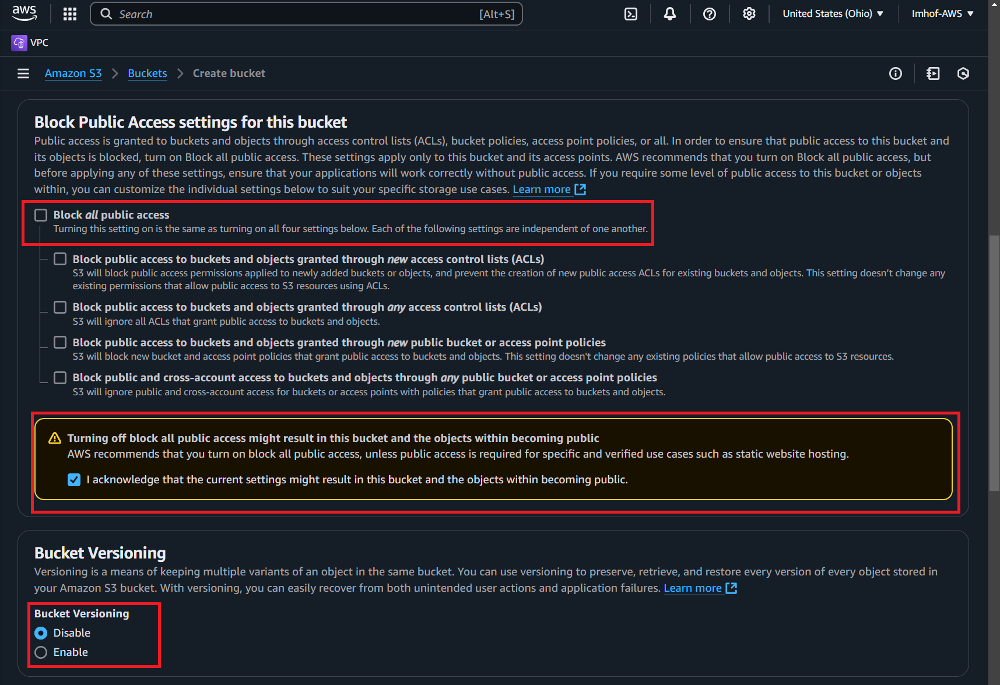 aws
Search [Alt+S] United States (Ohio) Imhof-AWS
VPC
Amazon S3 Buckets Create bucket
Block Public Access settings for this bucket
Public access is granted to buckets and objects through access control lists (ACLs), bucket policies, access point policies, or all. In order to ensure that public access to this bucket and
its objects is blocked, turn on Block all public access. These settings apply only to this bucket and its access points. AWS recommends that you turn on Block all public access, but
before applying any of these settings, ensure that your applications will work correctly without public access. If you require some level of public access to this bucket or objects
within, you can customize the individual settings below to suit your specific storage use cases. Learn more
Block all public access
Turning this setting on is the same as turning on all four settings below. Each of the following settings are independent of one another.
Block public access to buckets and objects granted through new access control lists (ACLs)
S3 will block public access permissions applied to newly added buckets or objects, and prevent the creation of new public access ACLs for existing buckets and objects. This setting doesn't change any
existing permissions that allow public access to S3 resources using ACLs.
Block public access to buckets and objects granted through any access control lists (ACLs)
S3 will ignore all ACLs that grant public access to buckets and objects.
Block public access to buckets and objects granted through new public bucket or access point policies
S3 will block new bucket and access point policies that grant public access to buckets and objects. This setting doesn't change any existing policies that allow public access to S3 resources.
Block public and cross-account access to buckets and objects through any public bucket or access point policies
S3 will ignore public and cross-account access for buckets or access points with policies that grant public access to buckets and objects.
Turning off block all public access might result in this bucket and the objects within becoming public
AWS recommends that you turn on block all public access, unless public access is required for specific and verified use cases such as static website hosting.
I acknowledge that the current settings might result in this bucket and the objects within becoming public.
Bucket Versioning
Versioning is a means of keeping multiple variants of an object in the same bucket. You can use versioning to preserve, retrieve, and restore every version of every object stored in
your Amazon S3 bucket. With versioning, you can easily recover from both unintended user actions and application failures. Learn more
Bucket Versioning
Disable
Enable